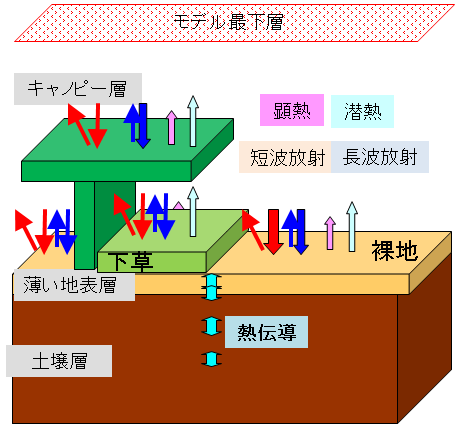 モデル最下層
キャノピー層
顕熱
潜熱
短波放射
長波放射
下草
裸地
薄い地表層
熱伝導
土壌層